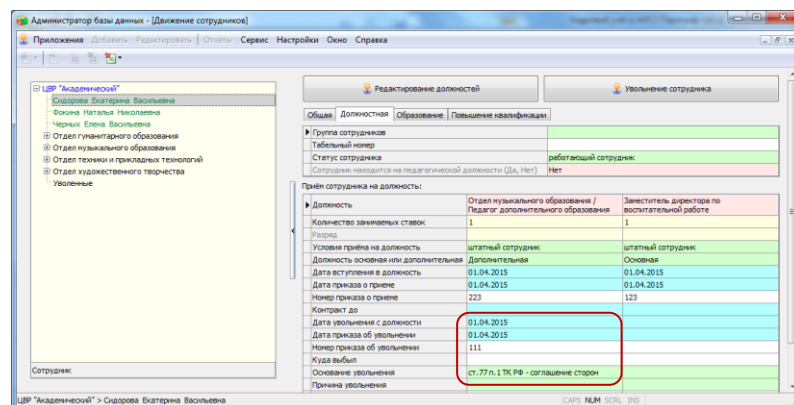 Администратор базы данных - [Движение сотрудников]
Приложения Добавить Редактировать Отчеты Сервис Настройки Окно Справка
ЦВР "Академический"
Сидорова Екатерина Васильевна
Фокина Наталья Николаевна
Черных Елена Васильевна
Отдел гуманитарного образования
Отдел музыкального образования
Отдел техники и прикладных технологий
Отдел художественного творчества
Уволенные
Сотрудник
Редактирование должностей
Увольнение сотрудника
Общая Должностная Образование Повышение квалификации
Группа сотрудников
Табельный номер
Статус сотрудника работающий сотрудник
Сотрудник находится на педагогической должности (Да, Нет) Нет
Приём сотрудника на должность:
Должность Отдел музыкального образования / Заместитель директора по
Педагог дополнительного образования воспитательной работе
Количество занимаемых ставок 1 1
Разряд
Условия приёма на должность штатный сотрудник штатный сотрудник
Должность основная или дополнительная Дополнительная Основная
Дата вступления в должность 01.04.2015 01.04.2015
Дата приказа о приеме 01.04.2015 01.04.2015
Номер приказа о приеме 223 123
Контракт до
Дата увольнения с должности 01.04.2015
Дата приказа об увольнении 01.04.2015
Номер приказа об увольнении 111
Куда выбыл
Основание увольнения ст.77 п.1 ТК РФ - соглашение сторон
Причина увольнения
ЦВР "Академический" > Сидорова Екатерина Васильевна
CAPS NUM SCRL INS